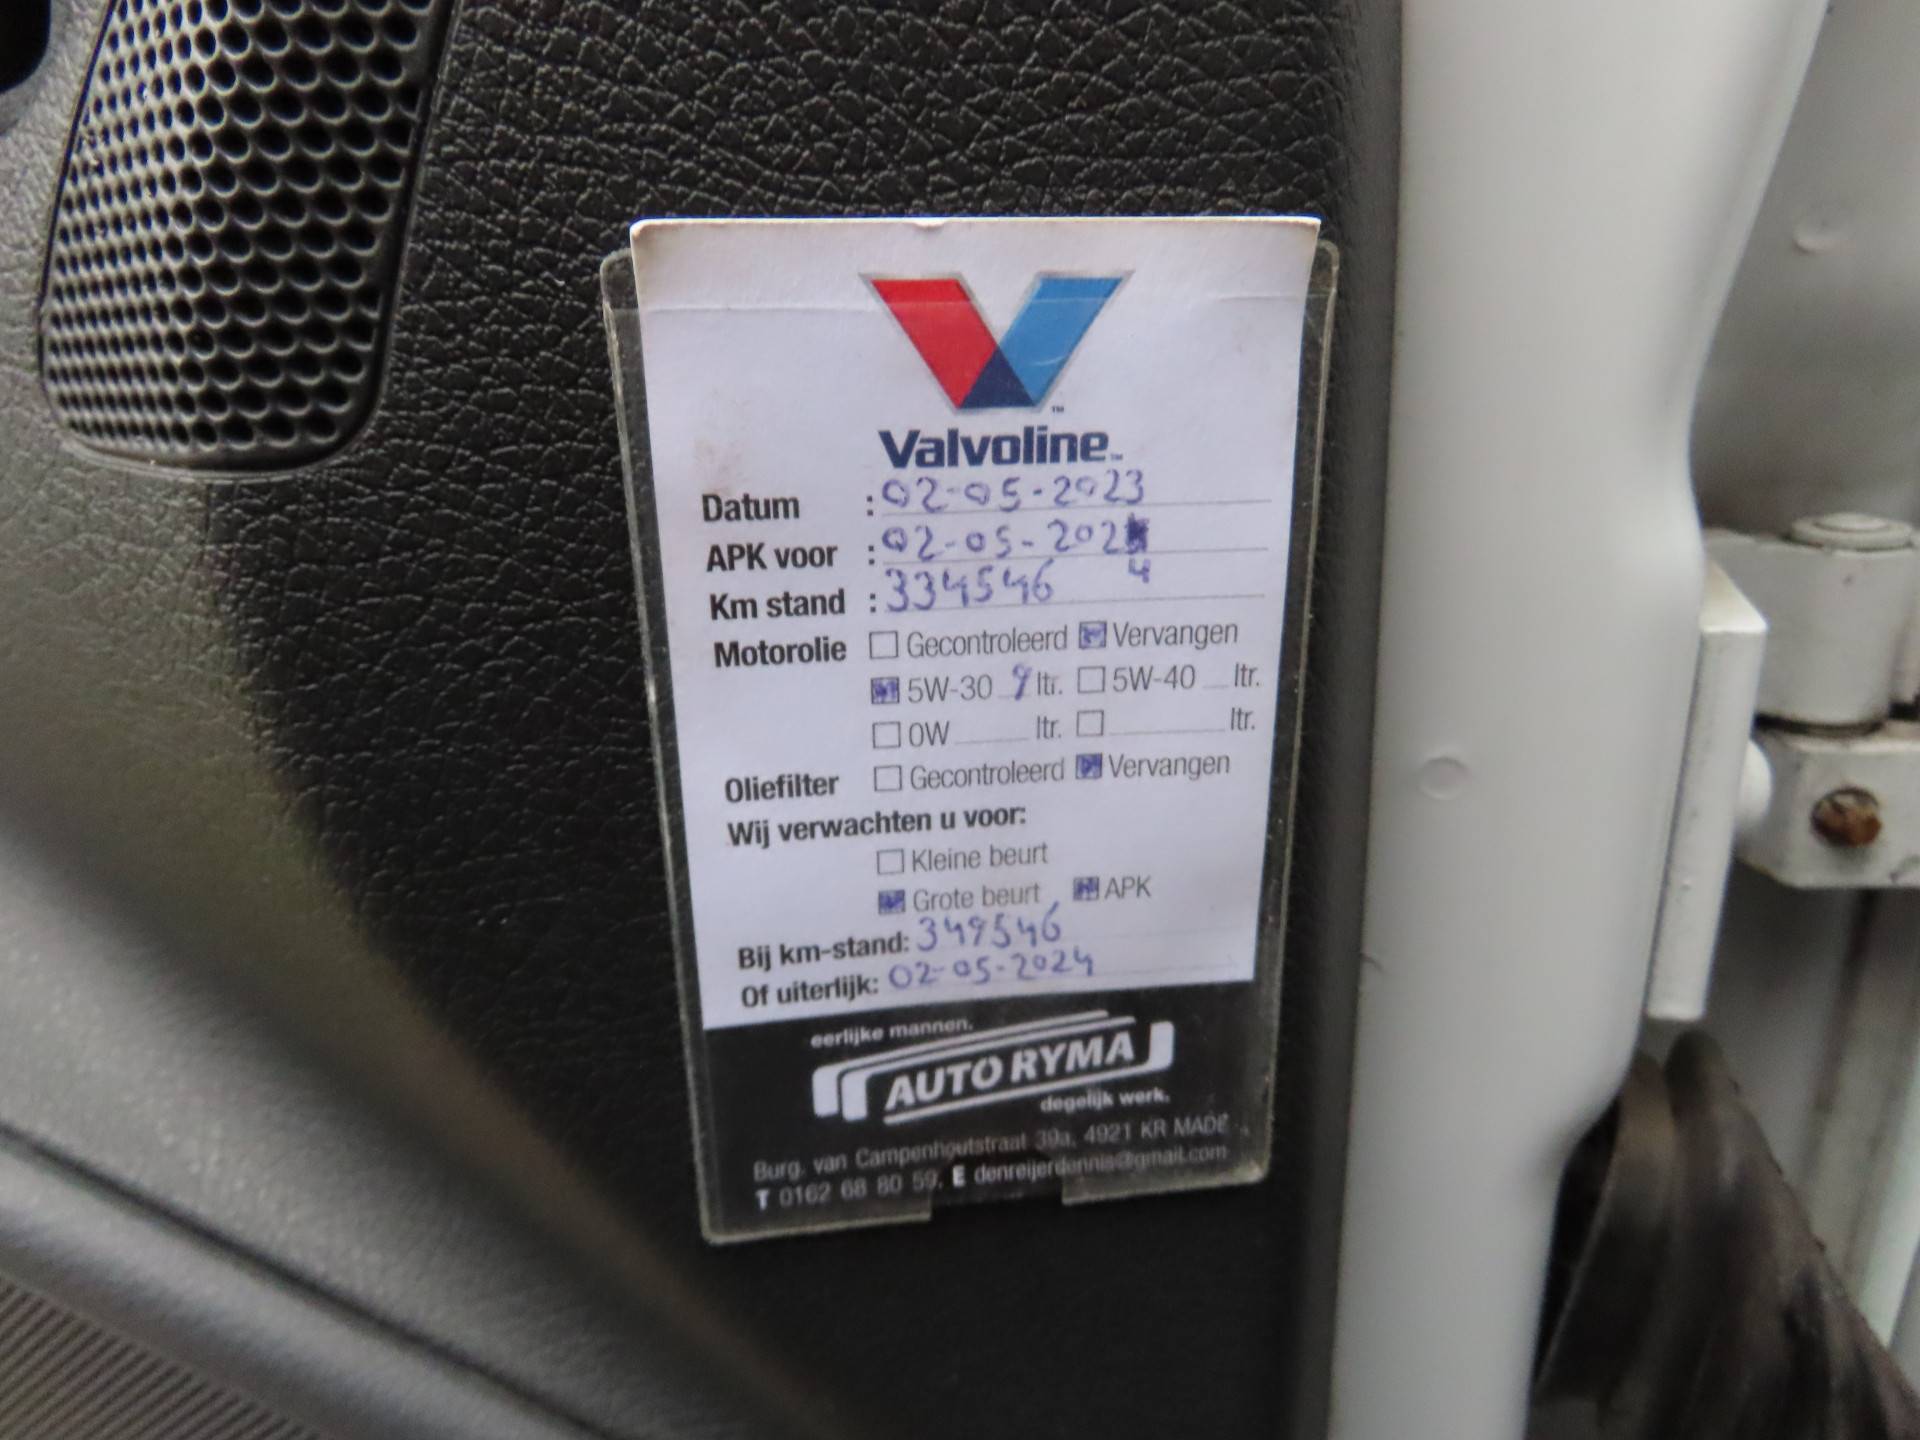 Valvoline™
Datum : 02-05-2023
APK voor : 02-05-202
4
Km stand : 334546
Motorolie Gecontroleerd Vervangen
5W-30 9 ltr. 5W-40 ltr.
0W ltr. ltr.
Oliefilter Gecontroleerd Vervangen
Wij verwachten u voor:
Kleine beurt
Grote beurt APK
Bij km-stand: 349546
Of uiterlijk: 02-05-2024
eerlijke mannen.
AUTO RYMA
degelijk werk.
Burg. van Campenhoutstraat 39a, 4921 KR MADE
T 0162 68 80 59, E denreijerdennis@gmail.com